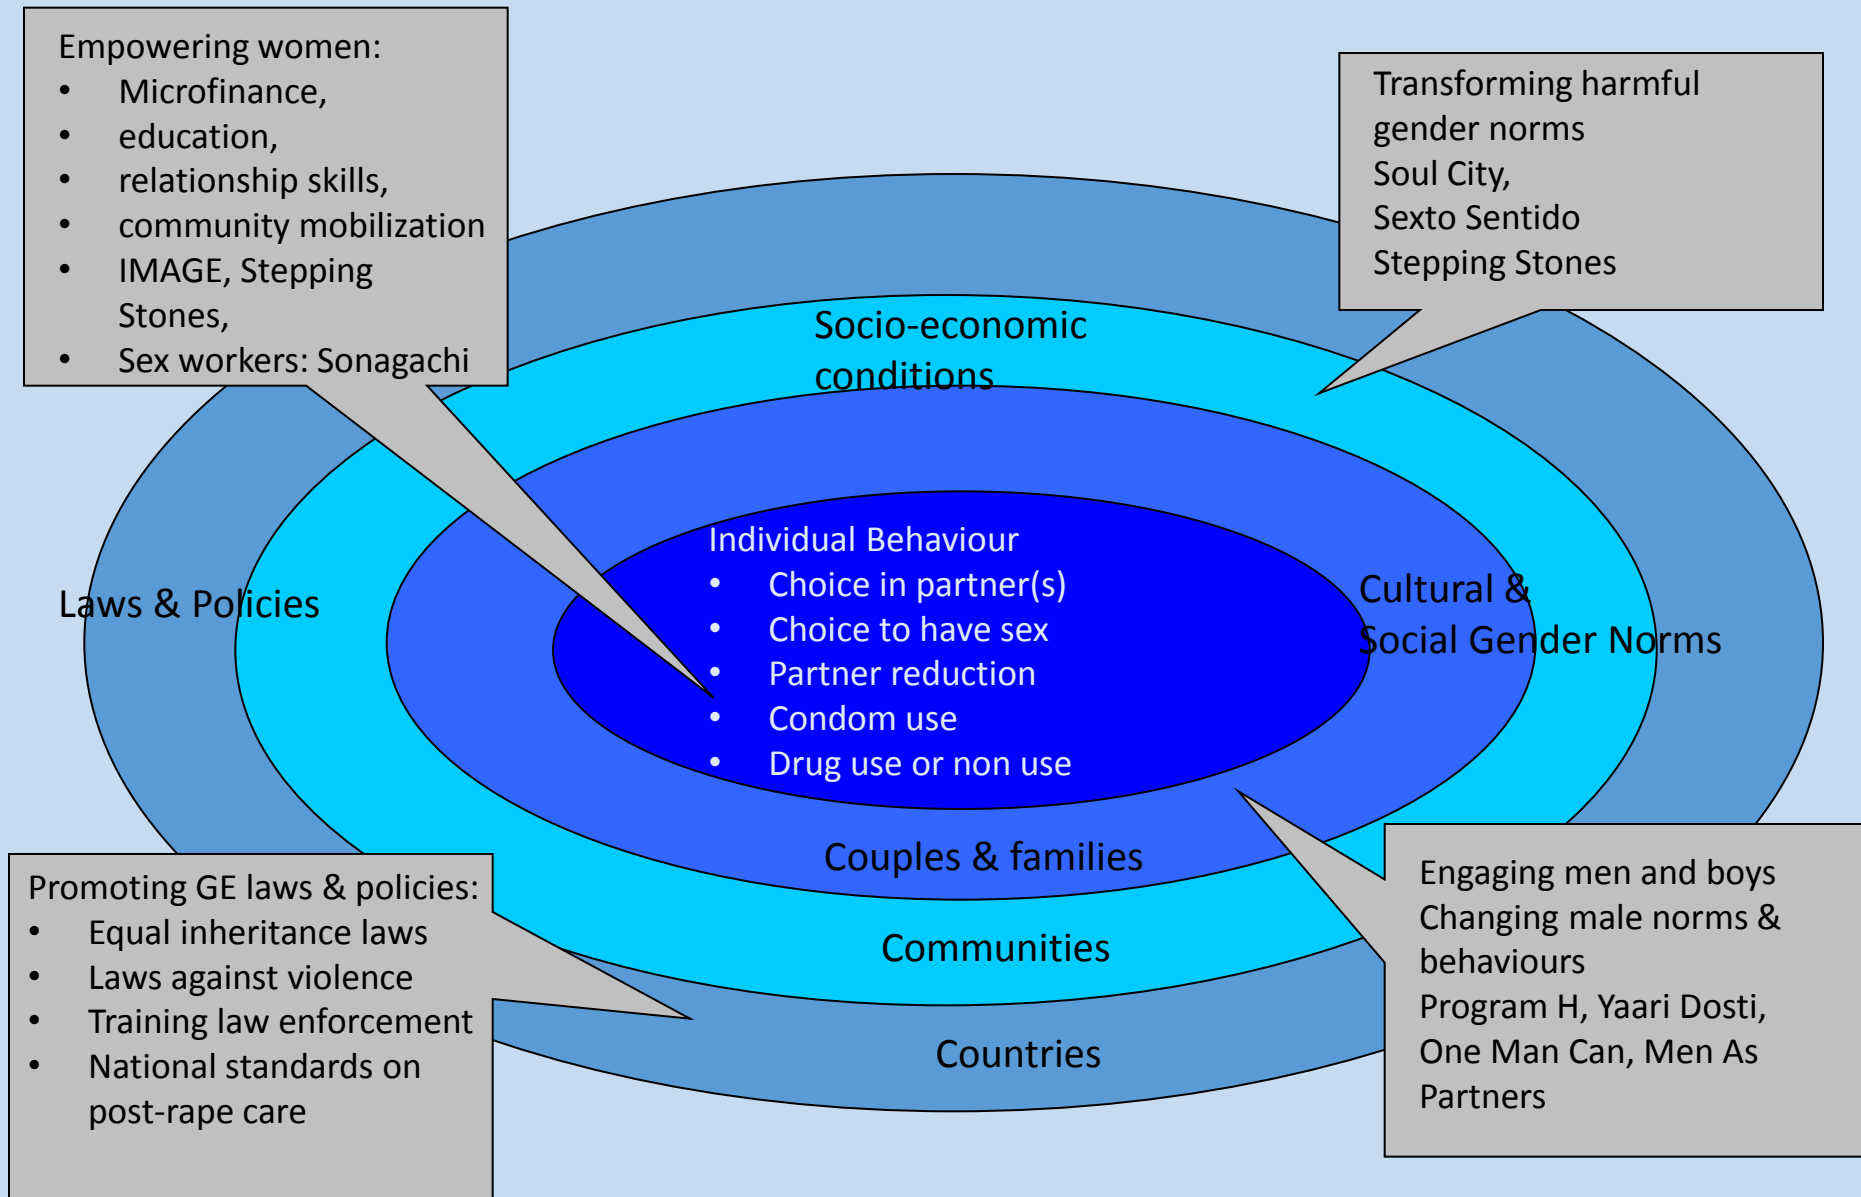 Empowering women:
• Microfinance,
• education,
• relationship skills,
• community mobilization
• IMAGE, Stepping
Stones,
• Sex workers: Sonagachi
Transforming harmful
gender norms
Soul City,
Sexto Sentido
Stepping Stones
Socio-economic
conditions
Individual Behaviour
• Choice in partner(s)
• Choice to have sex
• Partner reduction
• Condom use
• Drug use or non use
Laws & Policies
Cultural &
Social Gender Norms
Couples & families
Communities
Countries
Promoting GE laws & policies:
• Equal inheritance laws
• Laws against violence
• Training law enforcement
• National standards on
post-rape care
Engaging men and boys
Changing male norms &
behaviours
Program H, Yaari Dosti,
One Man Can, Men As
Partners